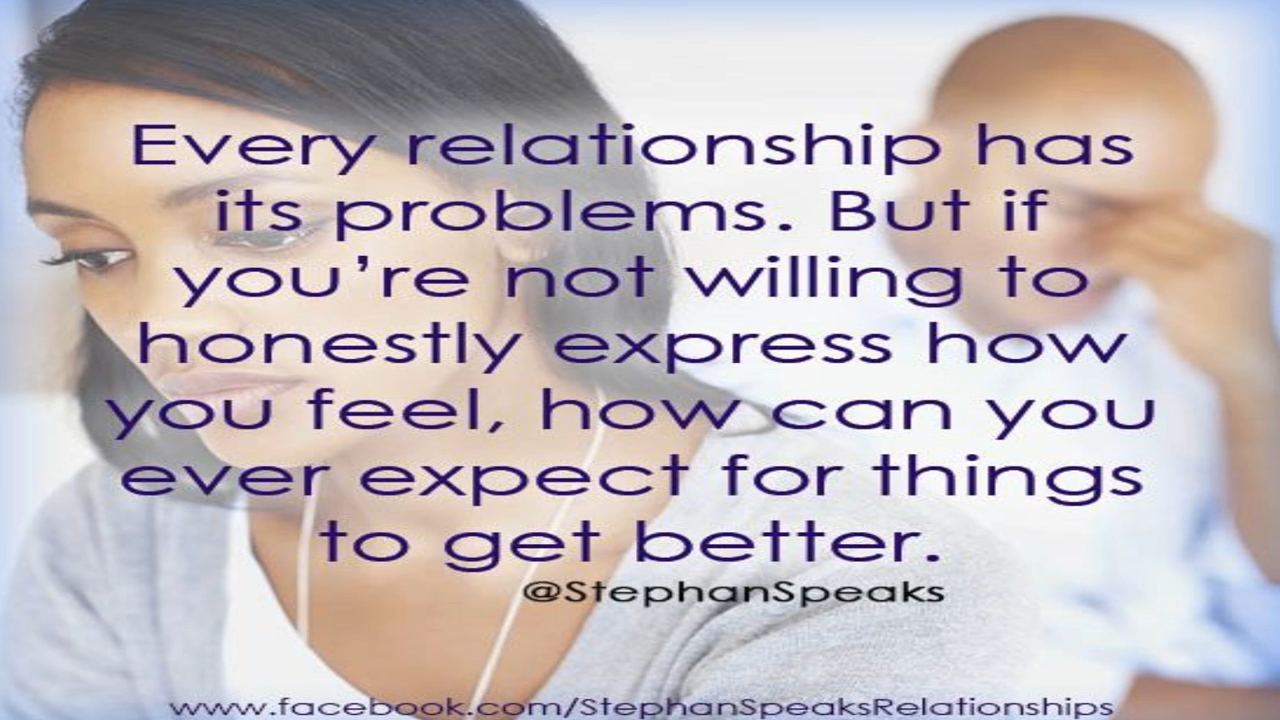 Every relationship has
its problems. But if
you're not willing to
honestly express how
you feel, how can you
ever expect for things
to get better.
@StephanSpeaks
www.facebook.com/StephanSpeaksRelationships